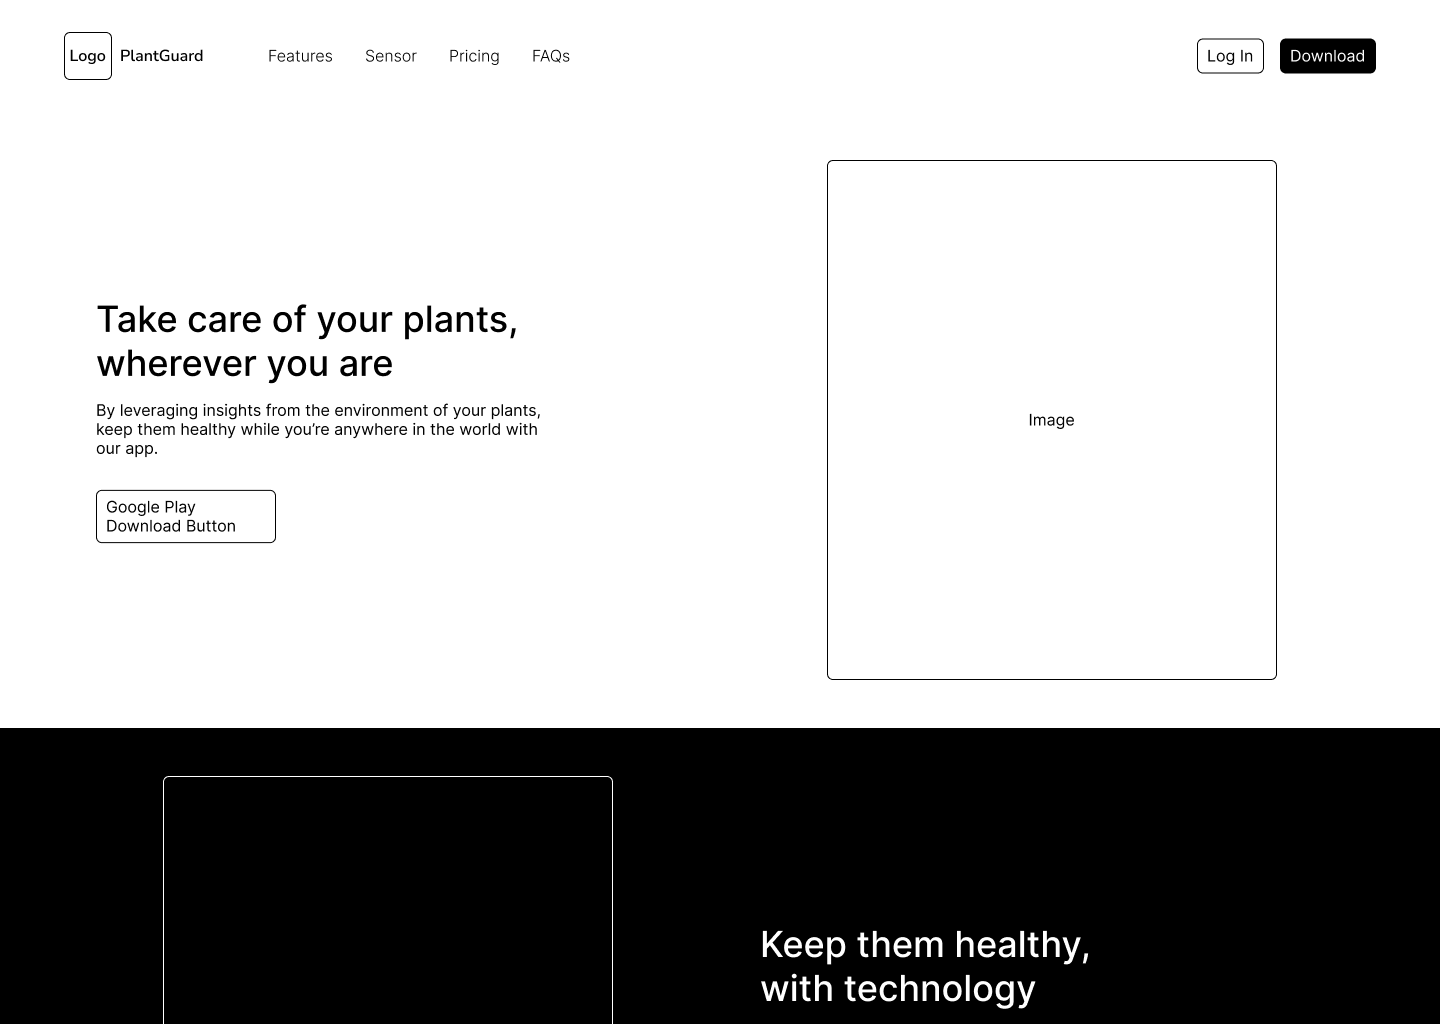 Logo PlantGuard Features Sensor Pricing FAQs Log In Download
Take care of your plants,
wherever you are
By leveraging insights from the environment of your plants,
keep them healthy while you’re anywhere in the world with
our app.
Google Play
Download Button
Image
Keep them healthy,
with technology